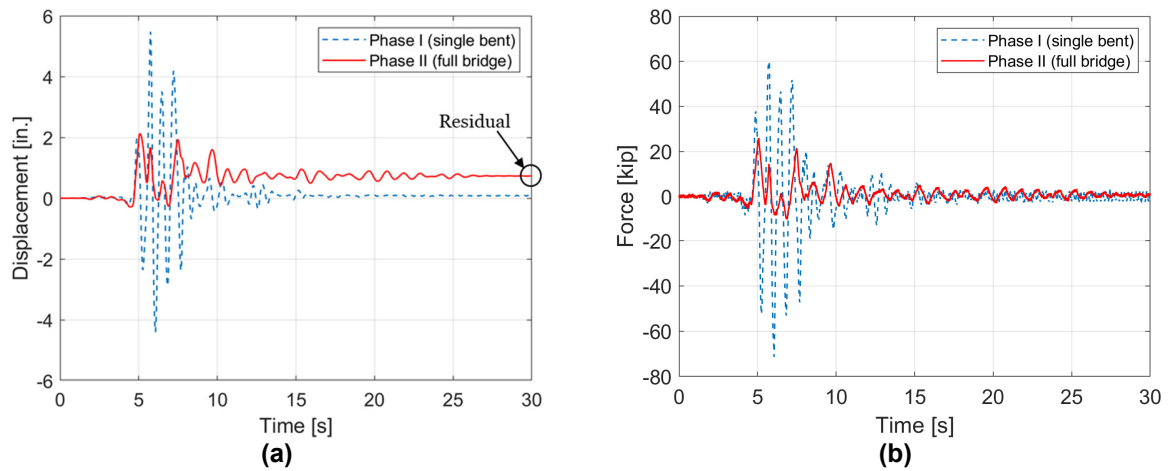 6
4
2
0
-2
-4
-6
Displacement [in.]
Phase I (single bent)
Phase II (full bridge)
Residual
0 5 10 15 20 25 30
Time [s]
(a)
80
60
40
20
0
-20
-40
-60
-80
Force [kip]
Phase I (single bent)
Phase II (full bridge)
0 5 10 15 20 25 30
Time [s]
(b)